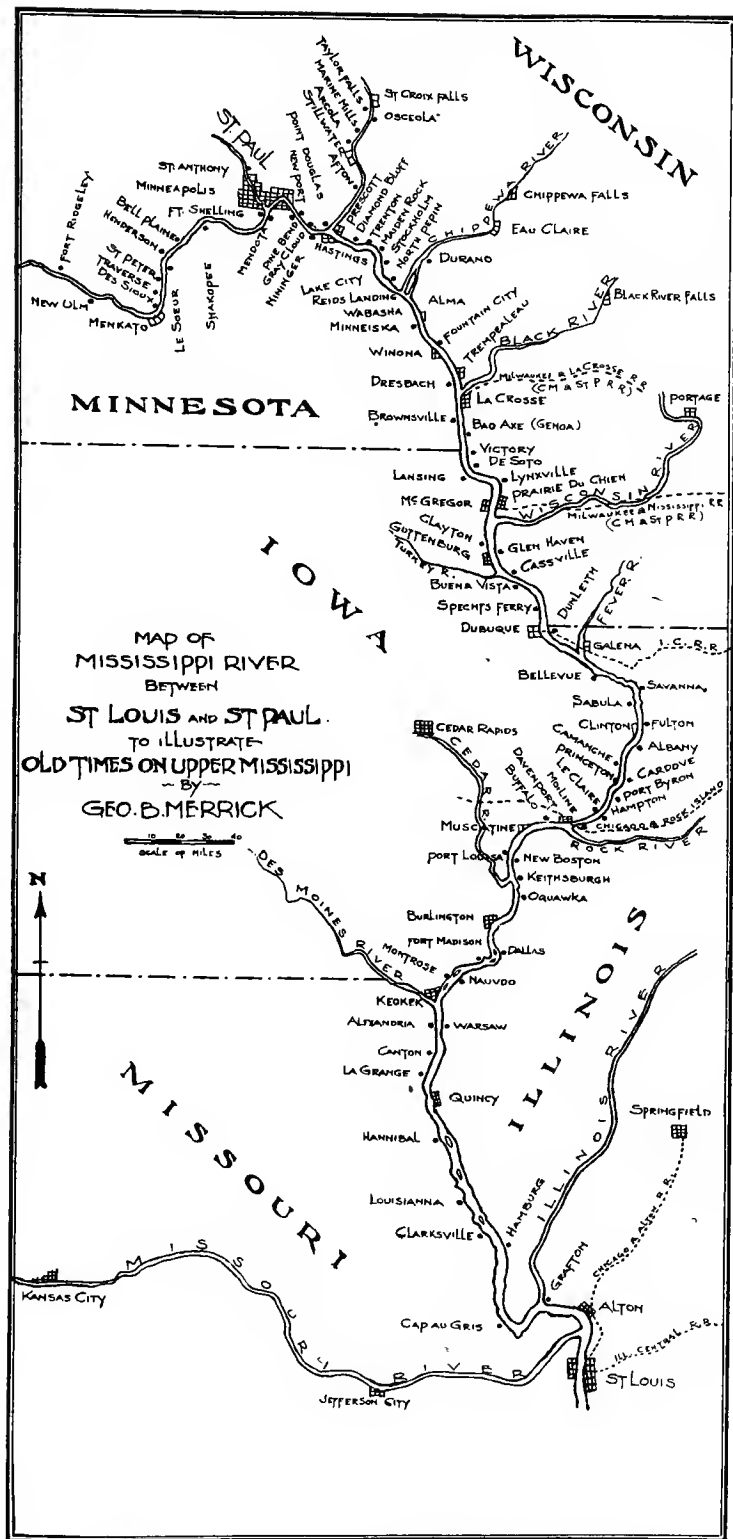 WISCONSIN
TAYLOR FALLS
MARINE MILLS
ARCOLA
STILLWATER
AFTON
ST CROIX FALLS
OSCEOLA
POINT DOUGLAS
NEW PORT
ST. PAUL
ST. ANTHONY
MINNEAPOLIS
FT. SNELLING
BELL PLAINE
HENDERSON
FORT RIDGELEY
ST PETER
TRAVERSE
DES SIOUX
NEW ULM
MENKATO
LE SOEUR
SHAKOPEE
MENDOTA
PINE BEND
GRAY CLOUD
NININGER
HASTINGS
PRESCOTT
DIAMOND BLUFF
TRENTON
MAIDEN ROCK
STOCKHOLM
NORTH PEPIN
CHIPPEWA RIVER
CHIPPEWA FALLS
EAU CLAIRE
DURAND
LAKE CITY
REIDS LANDING
WABASHA
MINNEISKA
ALMA
FOUNTAIN CITY
TREMPEALEAU
BLACK RIVER
BLACK RIVER FALLS
WINONA
DRESBACH
MILWAUKEE & LA CROSSE R.R.
(C M & ST P R R)
LA CROSSE
PORTAGE
MINNESOTA
BROWNSVILLE
BAD AXE (GENOA)
VICTORY
DE SOTO
LANSING
LYNXVILLE
PRAIRIE DU CHIEN
WISCONSIN RIVER
MCGREGOR
MILWAUKEE & MISSISSIPPI RR
(C M & ST P R R)
CLAYTON
GUTTENBURG
TURKEY R.
GLEN HAVEN
CASSVILLE
BUENA VISTA
SPECHTS FERRY
DUNLEITH
FEVER R.
DUBUQUE
GALENA
I. C. R. R
IOWA
BELLEVUE
SAVANNA
SABULA
MAP OF
MISSISSIPPI RIVER
BETWEEN
ST LOUIS AND ST PAUL
TO ILLUSTRATE
OLD TIMES ON UPPER MISSISSIPPI
BY
GEO. B. MERRICK
10 20 30 40
SCALE OF MILES
N
CEDAR RAPIDS
CEDAR R.
CLINTON
FULTON
CAMANCHE
PRINCETON
LE CLAIRE
MOLINE
DAVENPORT
BUFFALO
ALBANY
CARDOVE
PORT BYRON
HAMPTON
CHICAGO & ROSE ISLAND
ROCK RIVER
MUSCATINE
PORT LOUISA
NEW BOSTON
KEITHSBURGH
OQUAWKA
DES MOINES RIVER
BURLINGTON
FORT MADISON
MONTROSE
DALLAS
NAUVOO
KEOKEK
ALEXANDRIA
WARSAW
CANTON
LA GRANGE
ILLINOIS
ILLINOIS RIVER
MISSOURI
QUINCY
SPRINGFIELD
HANNIBAL
LOUISIANNA
CLARKSVILLE
HAMBURG
CHICAGO & ALTON R.R.
GRAFTON
MISSOURI RIVER
KANSAS CITY
ALTON
CAP AU GRIS
ILL. CENTRAL R.R.
ST LOUIS
JEFFERSON CITY